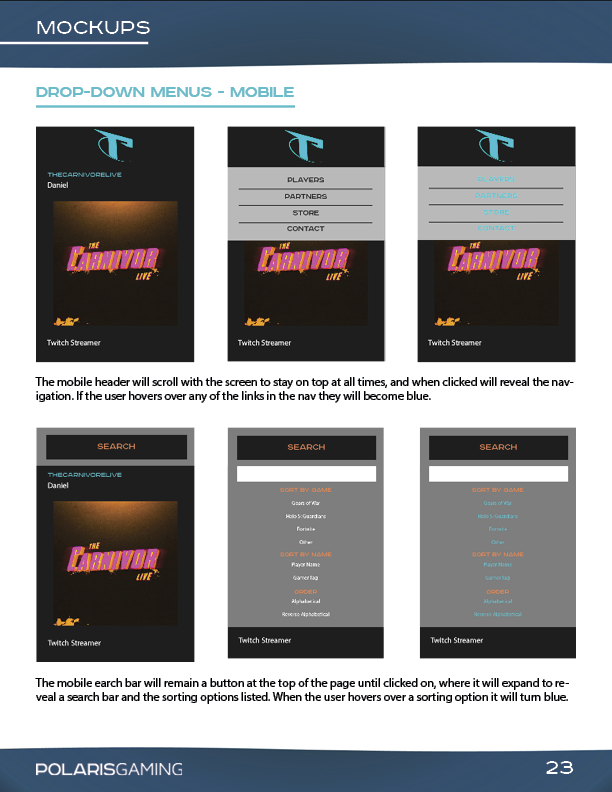 MOCKUPS
DROP-DOWN MENUS - MOBILE
THECARNIVORELIVE
Daniel
THE
CARNIVOR
LIVE
Twitch Streamer
PLAYERS
PARTNERS
STORE
CONTACT
THE
CARNIVOR
LIVE
Twitch Streamer
PLAYERS
PARTNERS
STORE
CONTACT
THE
CARNIVOR
LIVE
Twitch Streamer
The mobile header will scroll with the screen to stay on top at all times, and when clicked will reveal the nav-
igation. If the user hovers over any of the links in the nav they will become blue.
SEARCH
THECARNIVORELIVE
Daniel
THE
CARNIVOR
LIVE
Twitch Streamer
SEARCH
SORT BY GAME
Gears of War
Halo 5: Guardians
Fortnite
Other
SORT BY NAME
Player Name
Gamer Tag
ORDER
Alphabetical
Reverse Alphabetical
Twitch Streamer
SEARCH
SORT BY GAME
Gears of War
Halo 5: Guardians
Fortnite
Other
SORT BY NAME
Player Name
Gamer Tag
ORDER
Alphabetical
Reverse Alphabetical
Twitch Streamer
The mobile earch bar will remain a button at the top of the page until clicked on, where it will expand to re-
veal a search bar and the sorting options listed. When the user hovers over a sorting option it will turn blue.
POLARISGAMING
23